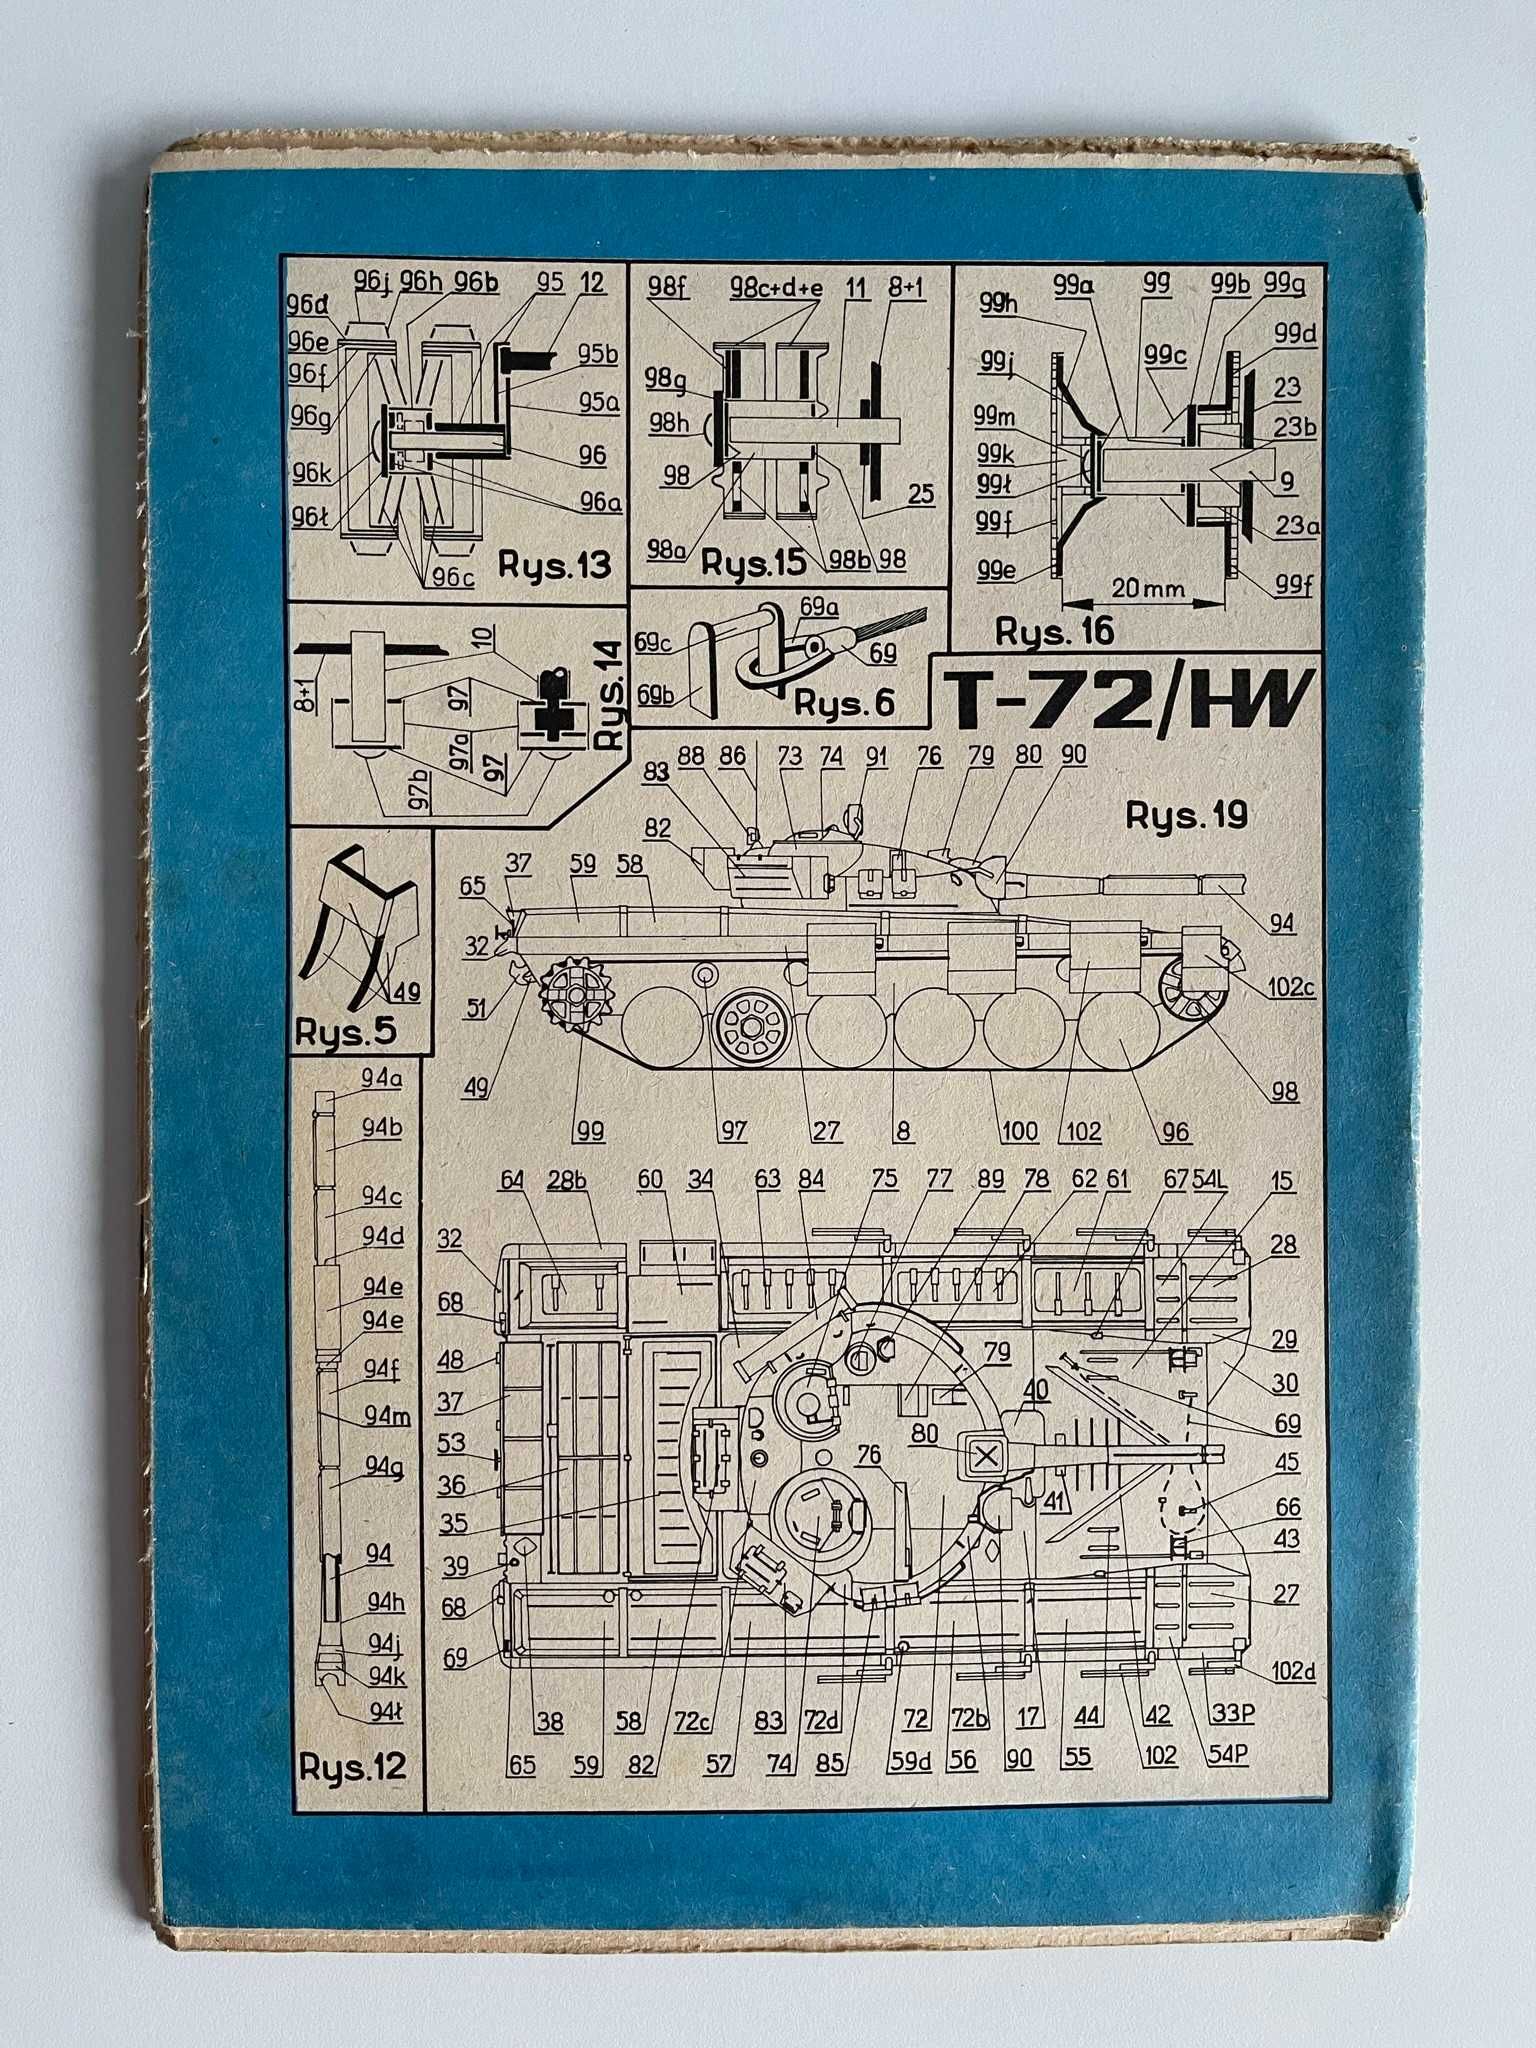 96j 96h 96b 95 12
96d
96e
96f
95b
96g
95a
96k
96
96ł
96a
96c
Rys.13
98f 98c+d+e 11 8+1
98g
98h
98
25
98a
98b 98
Rys.15
99a 99 99b 99g
99h
99c
99d
99j
23
99m
23b
99k
99ł
9
99f
23a
99e
99f
20mm
Rys. 16
10
8+1
97
97a
97
97b
Rys. 14
69a
69c
69
69b
Rys. 6
T-72/HW
Rys. 19
88 86 73 74 91 76 79 80 90
83
82
37 59 58
65
32
51
94
102c
49
98
99 97 27 8 100 102 96
49
Rys. 5
94a
94b
94c
94d
94e
94e
94f
94m
94g
94
94h
94j
94k
94ł
Rys.12
64 28b 60 34 63 84 75 77 89 78 62 61 67 54L 15
32
28
68
29
48
79
30
37
40
69
53
80
76
45
36
41
66
35
43
39
27
68
69
102d
38 58 72c 83 72d 72 72b 17 44 42 33P
65 59 82 57 74 85 59d 56 90 55 102 54P